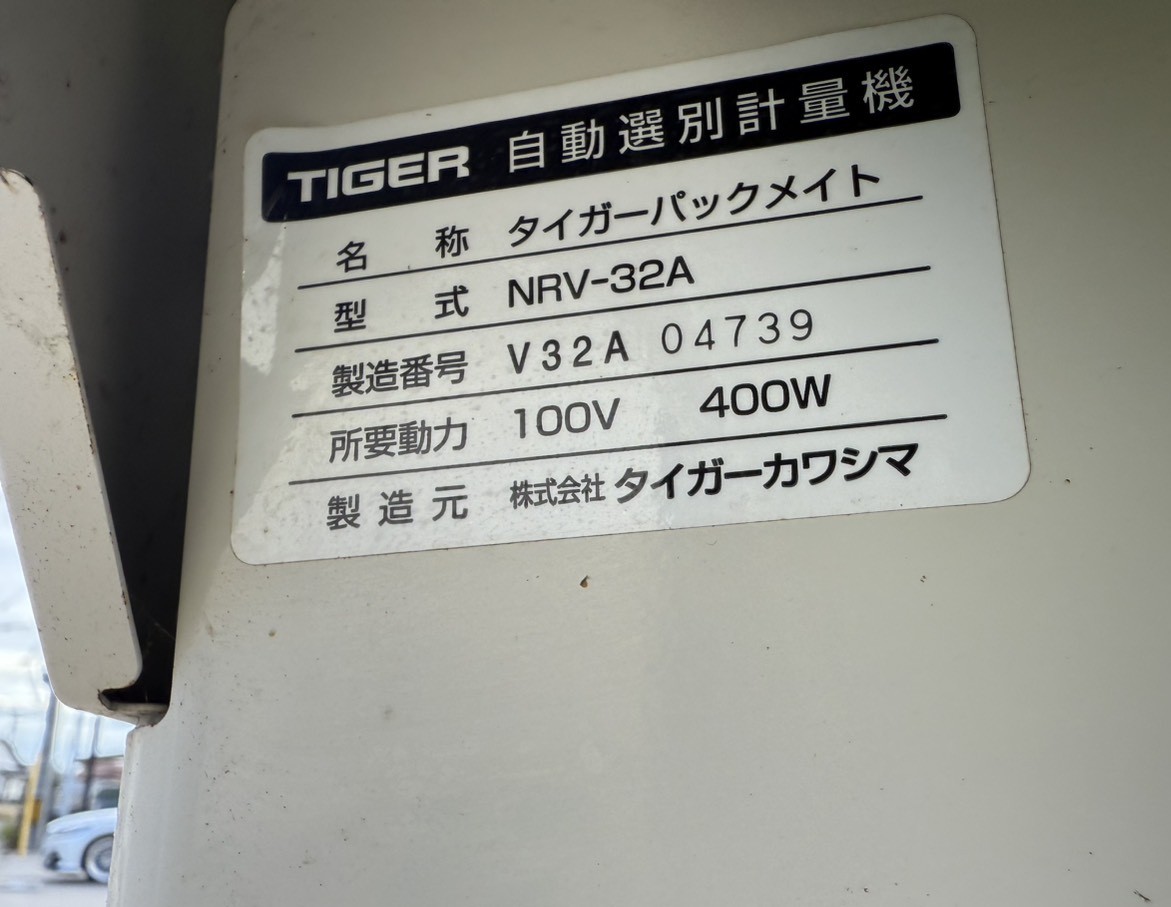 TIGER 自動選別計量機
名称 タイガーパックメイト
型式 NRV-32A
製造番号 V32A 04739
所要動力 100V 400W
製造元 株式会社 タイガーカワシマ